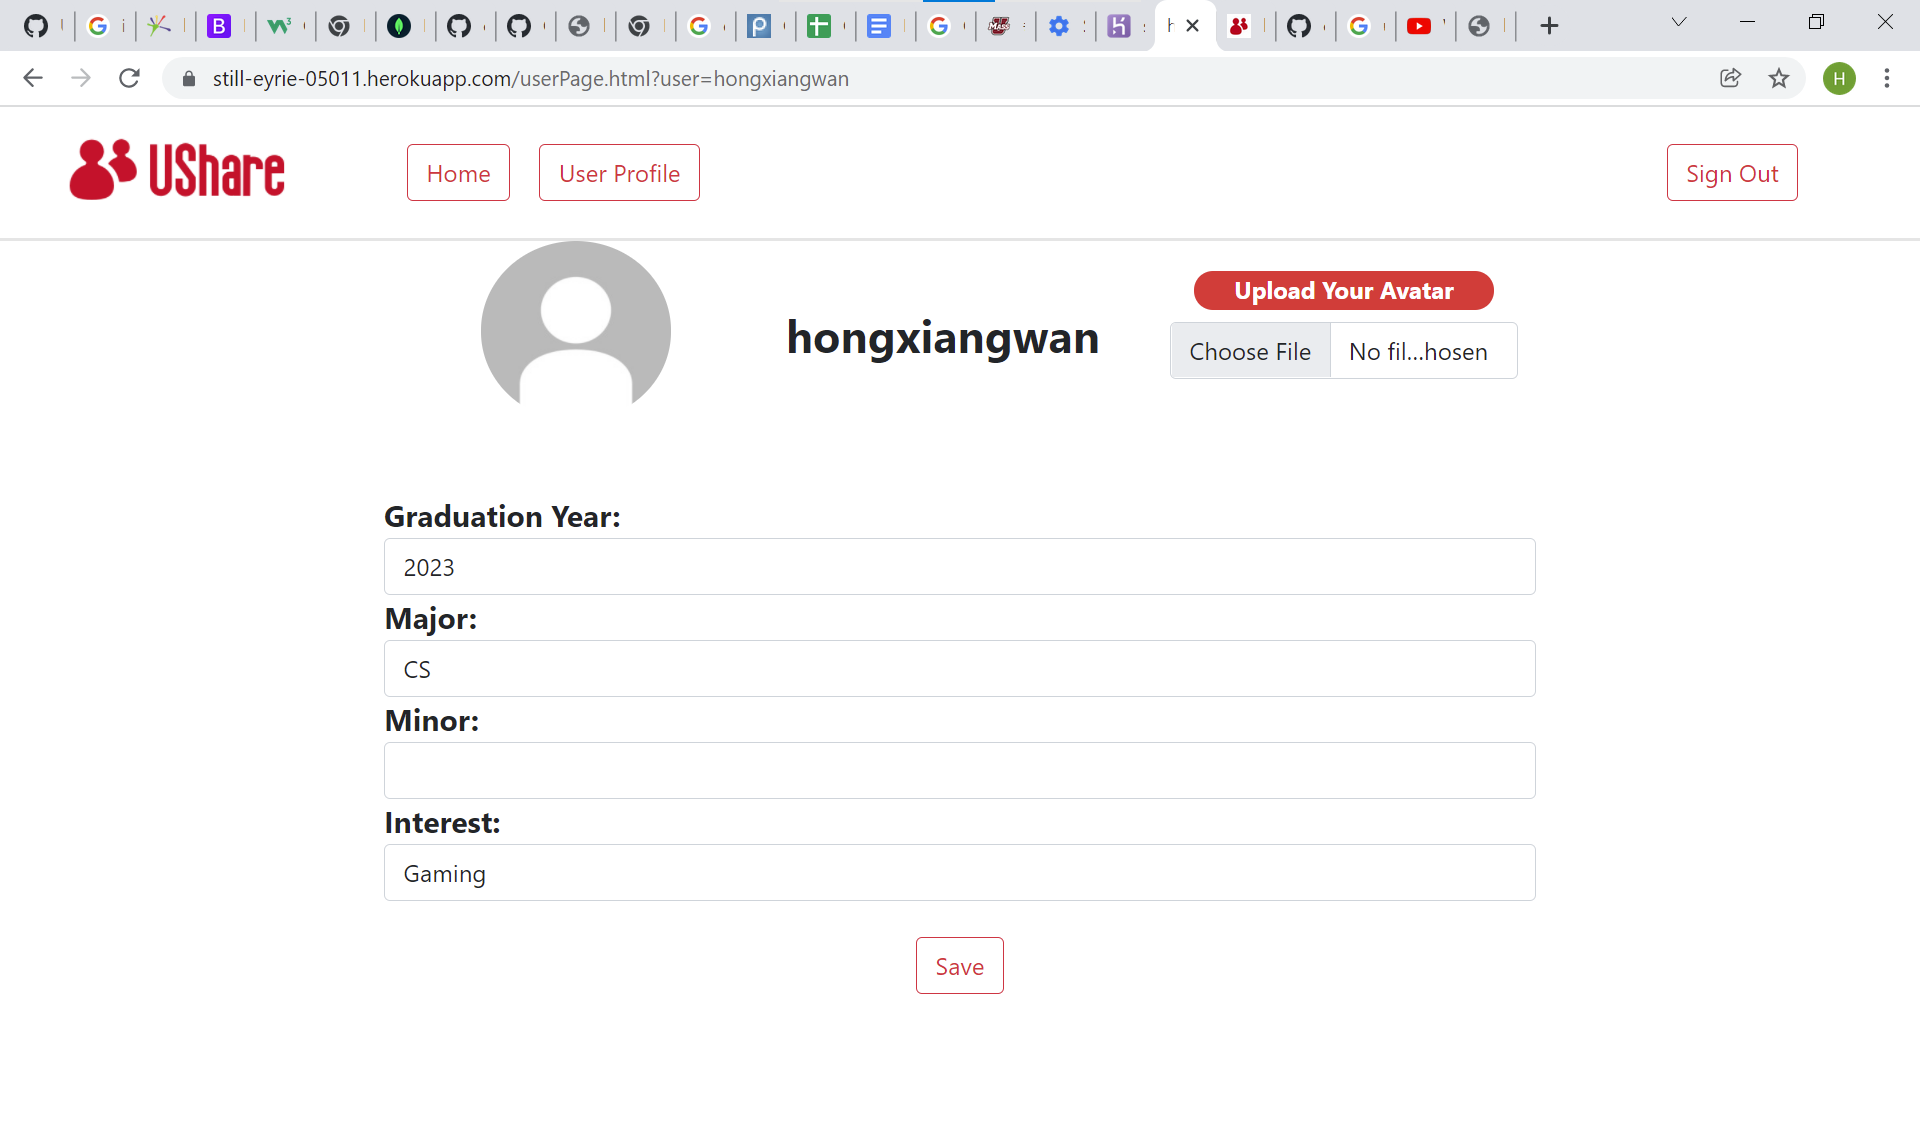 still-eyrie-05011.herokuapp.com/userPage.html?user=hongxiangwan
H
UShare
Home
User Profile
Sign Out
Upload Your Avatar
hongxiangwan
Choose File
No fil...hosen
Graduation Year:
2023
Major:
CS
Minor:
Interest:
Gaming
Save